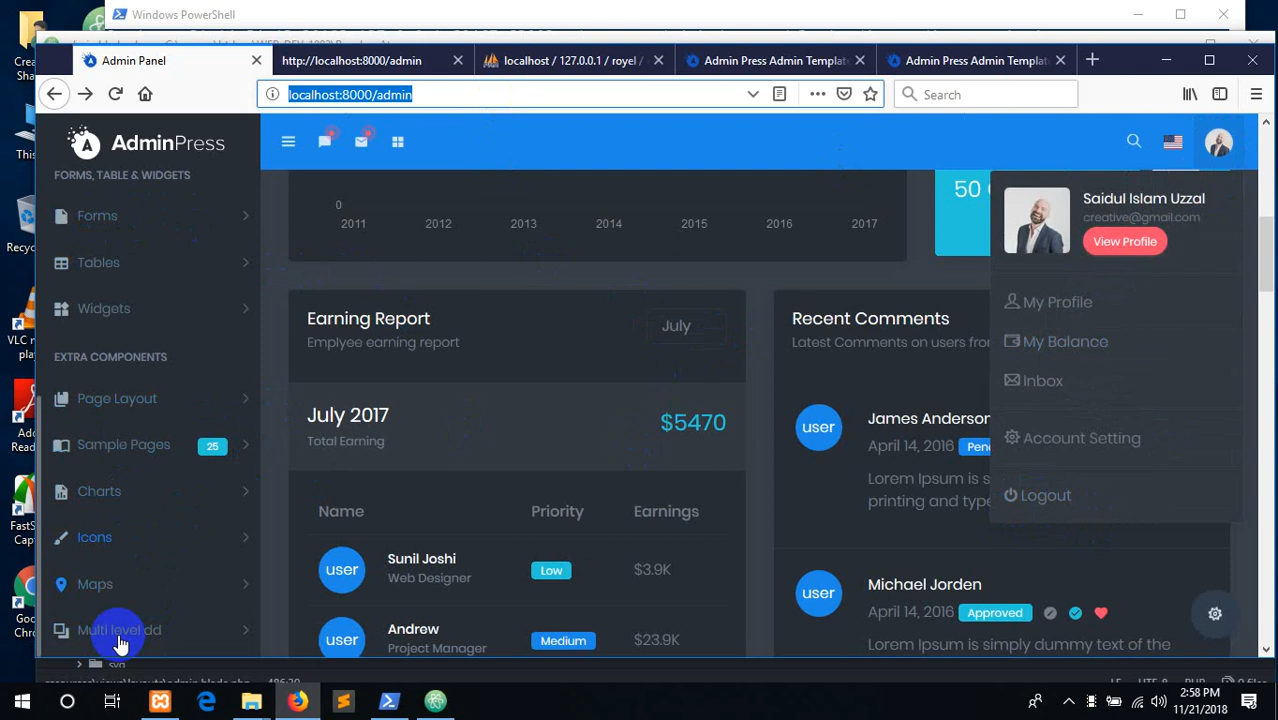 Windows PowerShell
Admin Panel
http://localhost:8000/admin
localhost / 127.0.0.1 / royel /
Admin Press Admin Template
Admin Press Admin Template
localhost:8000/admin
Search
AdminPress
FORMS, TABLE & WIDGETS
Forms
Tables
Widgets
EXTRA COMPONENTS
Page Layout
Sample Pages
25
Charts
Icons
Maps
Multi level dd
0
2011
2012
2013
2014
2015
2016
2017
50
Saidul Islam Uzzal
creative@gmail.com
View Profile
My Profile
My Balance
Inbox
Account Setting
Logout
Earning Report
Emplyee earning report
July
July 2017
Total Earning
$5470
Name
Priority
Earnings
user
Sunil Joshi
Web Designer
Low
$3.9K
user
Andrew
Project Manager
Medium
$23.9K
Recent Comments
Latest Comments on users from
user
James Anderson
April 14, 2016
Pen
Lorem Ipsum is s
printing and type
user
Michael Jorden
April 14, 2016
Approved
Lorem Ipsum is simply dummy text of the
svg
2:58 PM
11/21/2018